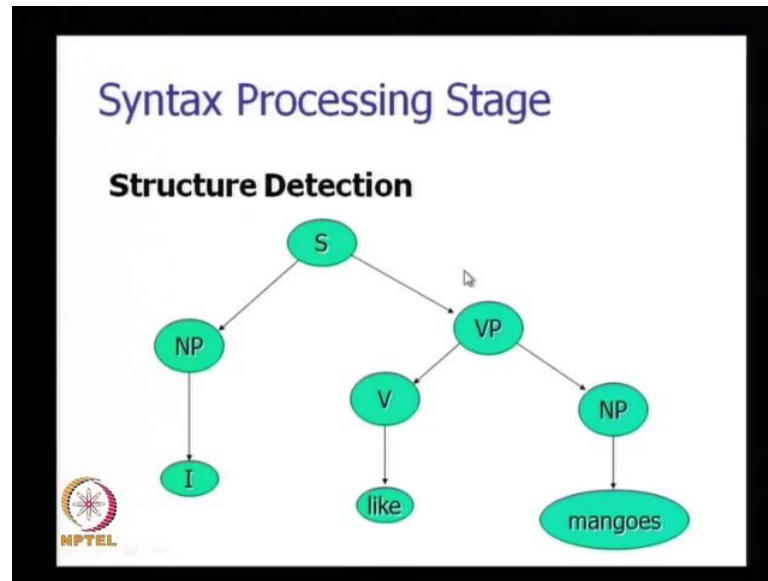 Syntax Processing Stage
Structure Detection
S
NP
VP
V
NP
I
like
mangoes
NPTEL